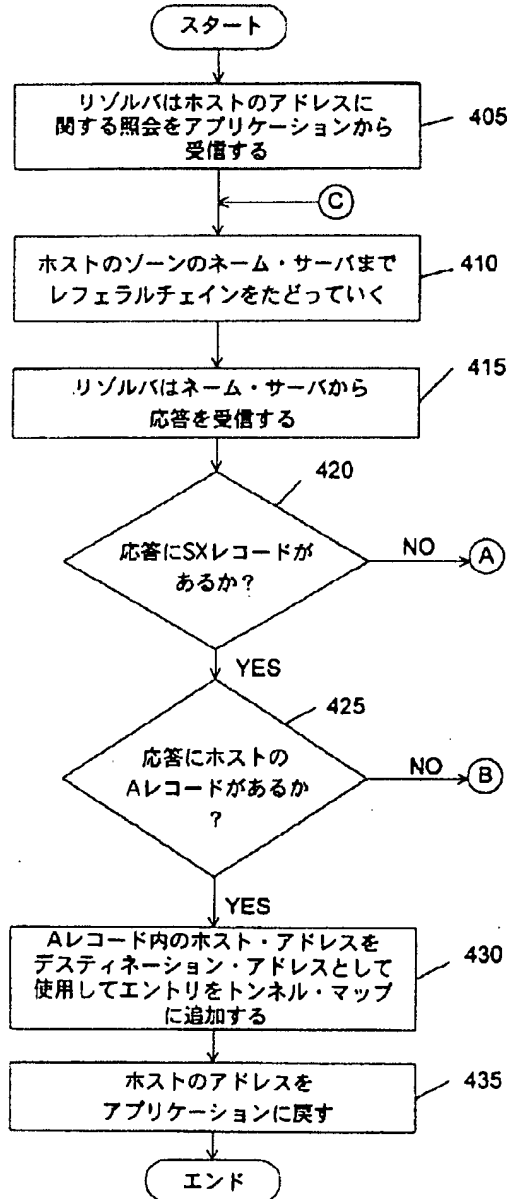 スタート
リゾルバはホストのアドレスに
関する照会をアプリケーションから
受信する
405
C
ホストのゾーンのネーム・サーバまで
レフェラルチェインをたどっていく
410
415
リゾルバはネーム・サーバから
応答を受信する
420
応答にSXレコードが
あるか?
NO
A
YES
425
応答にホストの
Aレコードがあるか
?
NO
B
YES
Aレコード内のホスト・アドレスを
デスティネーション・アドレスとして
使用してエントリをトンネル・マップ
に追加する
430
ホストのアドレスを
アプリケーションに戻す
435
エンド